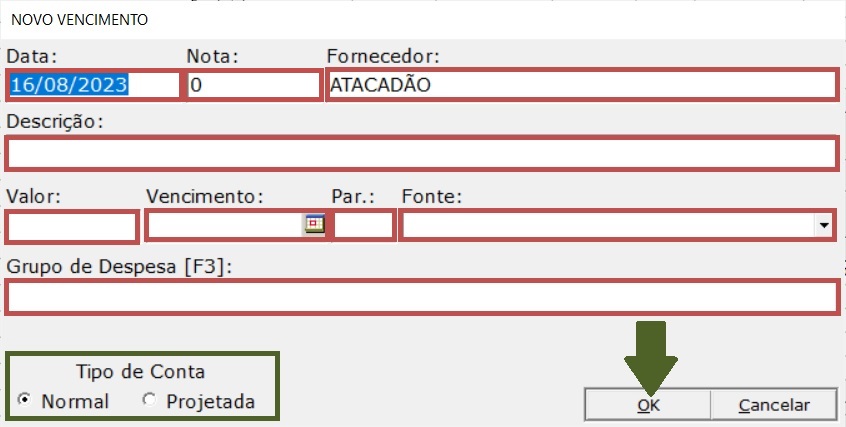 NOVO VENCIMENTO
Data: Nota: Fornecedor:
16/08/2023 0 ATACADÃO
Descrição:
Valor: Vencimento: Par.: Fonte:
Grupo de Despesa [F3]:
Tipo de Conta
Normal Projetada
OK Cancelar